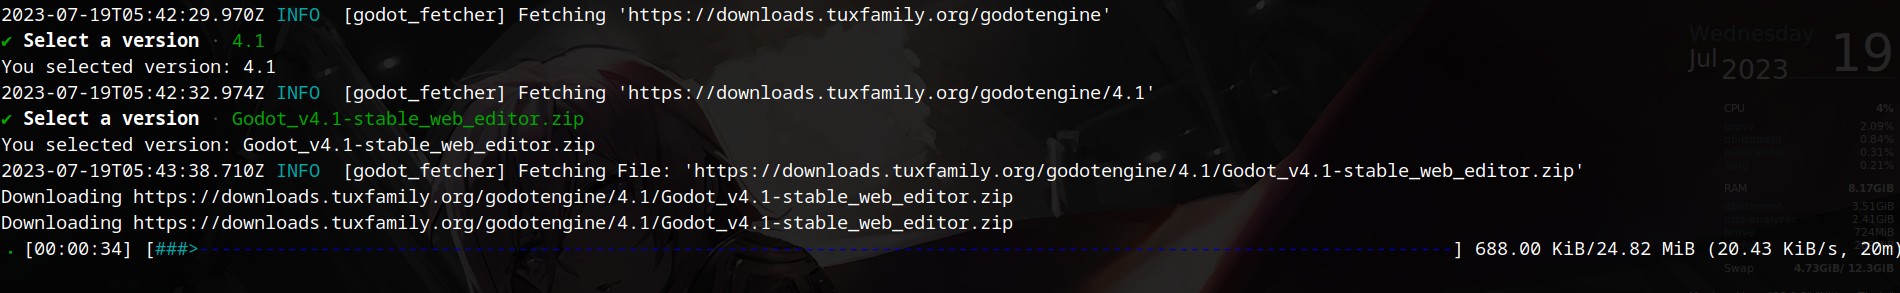 2023-07-19T05:42:29.970Z INFO  [godot_fetcher] Fetching 'https://downloads.tuxfamily.org/godotengine'
✔ Select a version · 4.1
You selected version: 4.1
2023-07-19T05:42:32.974Z INFO  [godot_fetcher] Fetching 'https://downloads.tuxfamily.org/godotengine/4.1'
✔ Select a version · Godot_v4.1-stable_web_editor.zip
You selected version: Godot_v4.1-stable_web_editor.zip
2023-07-19T05:43:38.710Z INFO  [godot_fetcher] Fetching File: 'https://downloads.tuxfamily.org/godotengine/4.1/Godot_v4.1-stable_web_editor.zip'
Downloading https://downloads.tuxfamily.org/godotengine/4.1/Godot_v4.1-stable_web_editor.zip
Downloading https://downloads.tuxfamily.org/godotengine/4.1/Godot_v4.1-stable_web_editor.zip
[00:00:34] [###>] 688.00 KiB/24.82 MiB (20.43 KiB/s, 20m)
Wednesday
Jul 2023 19
CPU 4%
brave 2.09%
0.84%
0.31%
0.21%
RAM 8.17GiB
3.51GiB
2.41GiB
brave 724MiB
Swap 4.73GiB/ 12.3GiB